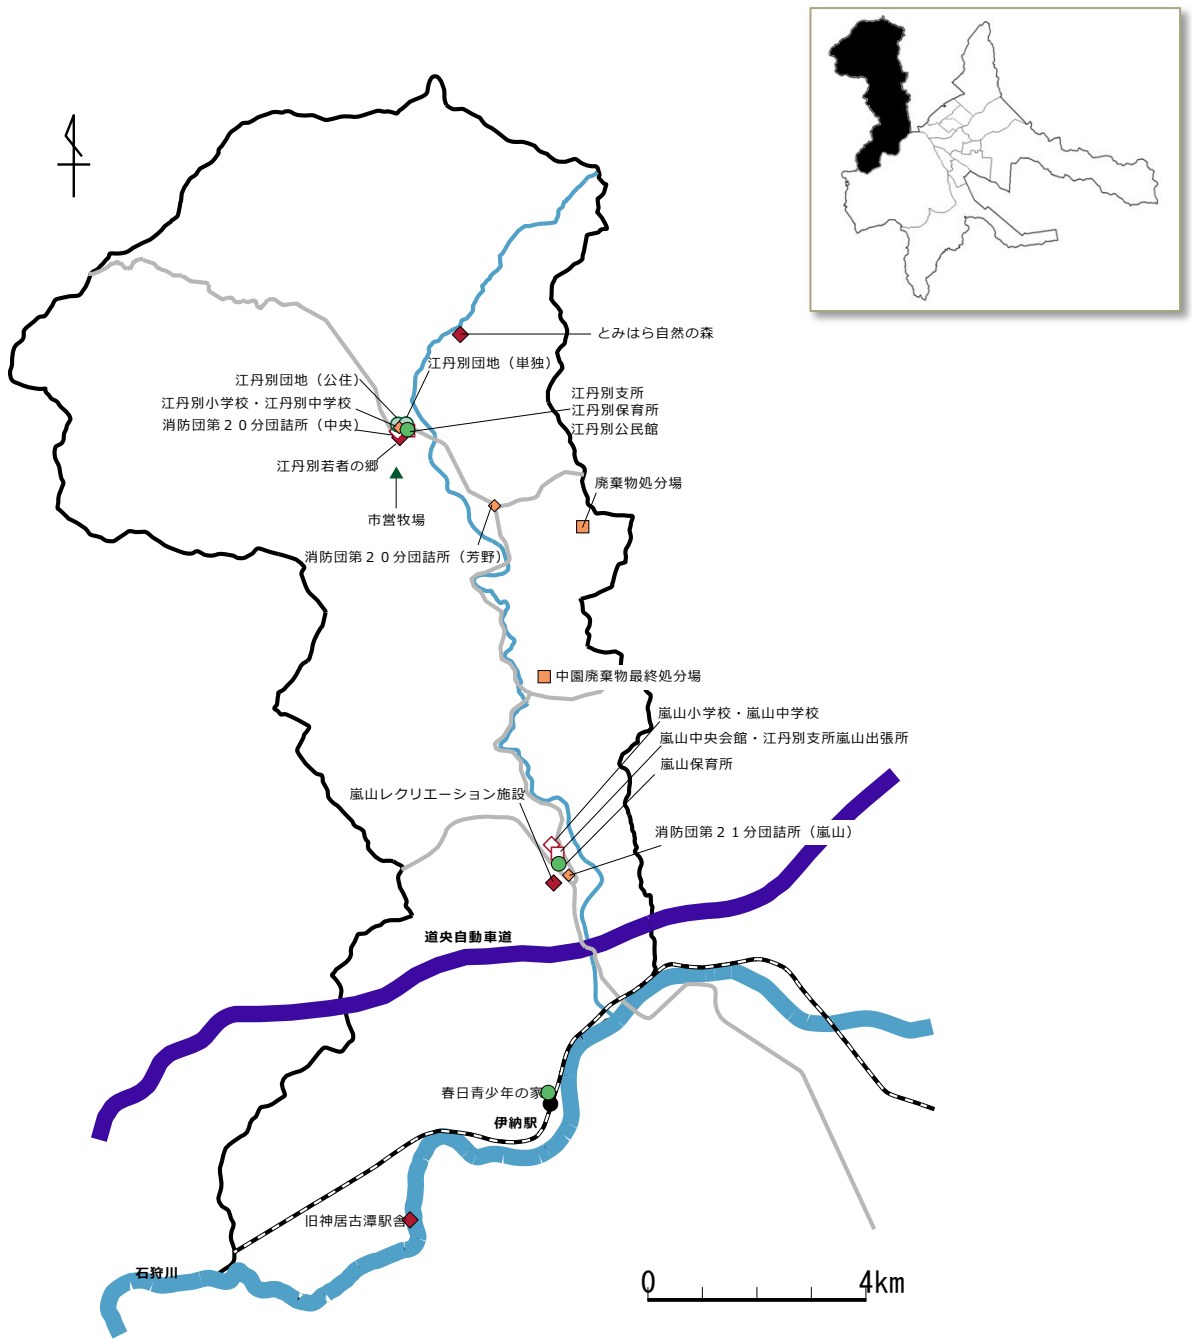 とみはら自然の森
江丹別団地（単独）
江丹別団地（公住）
江丹別支所
江丹別小学校・江丹別中学校
江丹別保育所
消防団第２０分団詰所（中央）
江丹別公民館
江丹別若者の郷
廃棄物処分場
市営牧場
消防団第２０分団詰所（芳野）
中園廃棄物最終処分場
嵐山小学校・嵐山中学校
嵐山中央会館・江丹別支所嵐山出張所
嵐山保育所
嵐山レクリエーション施設
消防団第２１分団詰所（嵐山）
道央自動車道
春日青少年の家
伊納駅
旧神居古潭駅舎
石狩川
0 4km